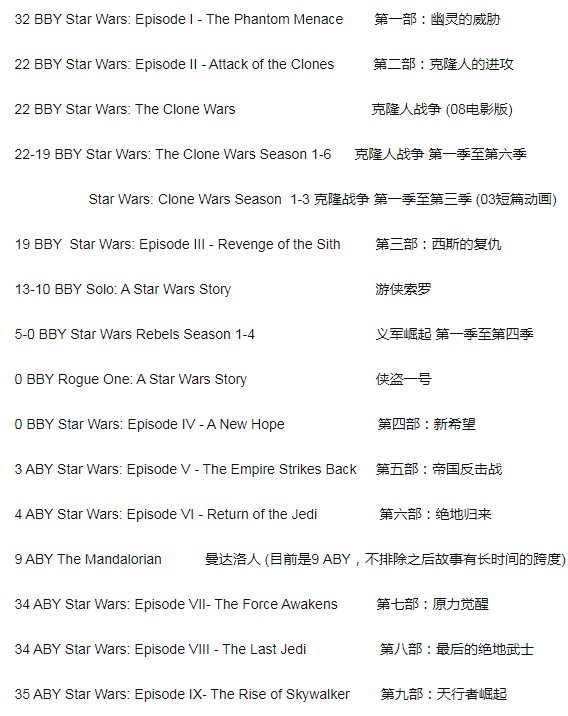 32 BBY Star Wars: Episode I - The Phantom Menace 第一部：幽灵的威胁
22 BBY Star Wars: Episode II - Attack of the Clones 第二部：克隆人的进攻
22 BBY Star Wars: The Clone Wars 克隆人战争 (08电影版)
22-19 BBY Star Wars: The Clone Wars Season 1-6 克隆人战争 第一季至第六季
Star Wars: Clone Wars Season 1-3 克隆战争 第一季至第三季 (03短篇动画)
19 BBY Star Wars: Episode III - Revenge of the Sith 第三部：西斯的复仇
13-10 BBY Solo: A Star Wars Story 游侠索罗
5-0 BBY Star Wars Rebels Season 1-4 义军崛起 第一季至第四季
0 BBY Rogue One: A Star Wars Story 侠盗一号
0 BBY Star Wars: Episode IV - A New Hope 第四部：新希望
3 ABY Star Wars: Episode V - The Empire Strikes Back 第五部：帝国反击战
4 ABY Star Wars: Episode VI - Return of the Jedi 第六部：绝地归来
9 ABY The Mandalorian 曼达洛人 (目前是9 ABY，不排除之后故事有长时间的跨度)
34 ABY Star Wars: Episode VII- The Force Awakens 第七部：原力觉醒
34 ABY Star Wars: Episode VIII - The Last Jedi 第八部：最后的绝地武士
35 ABY Star Wars: Episode IX- The Rise of Skywalker 第九部：天行者崛起